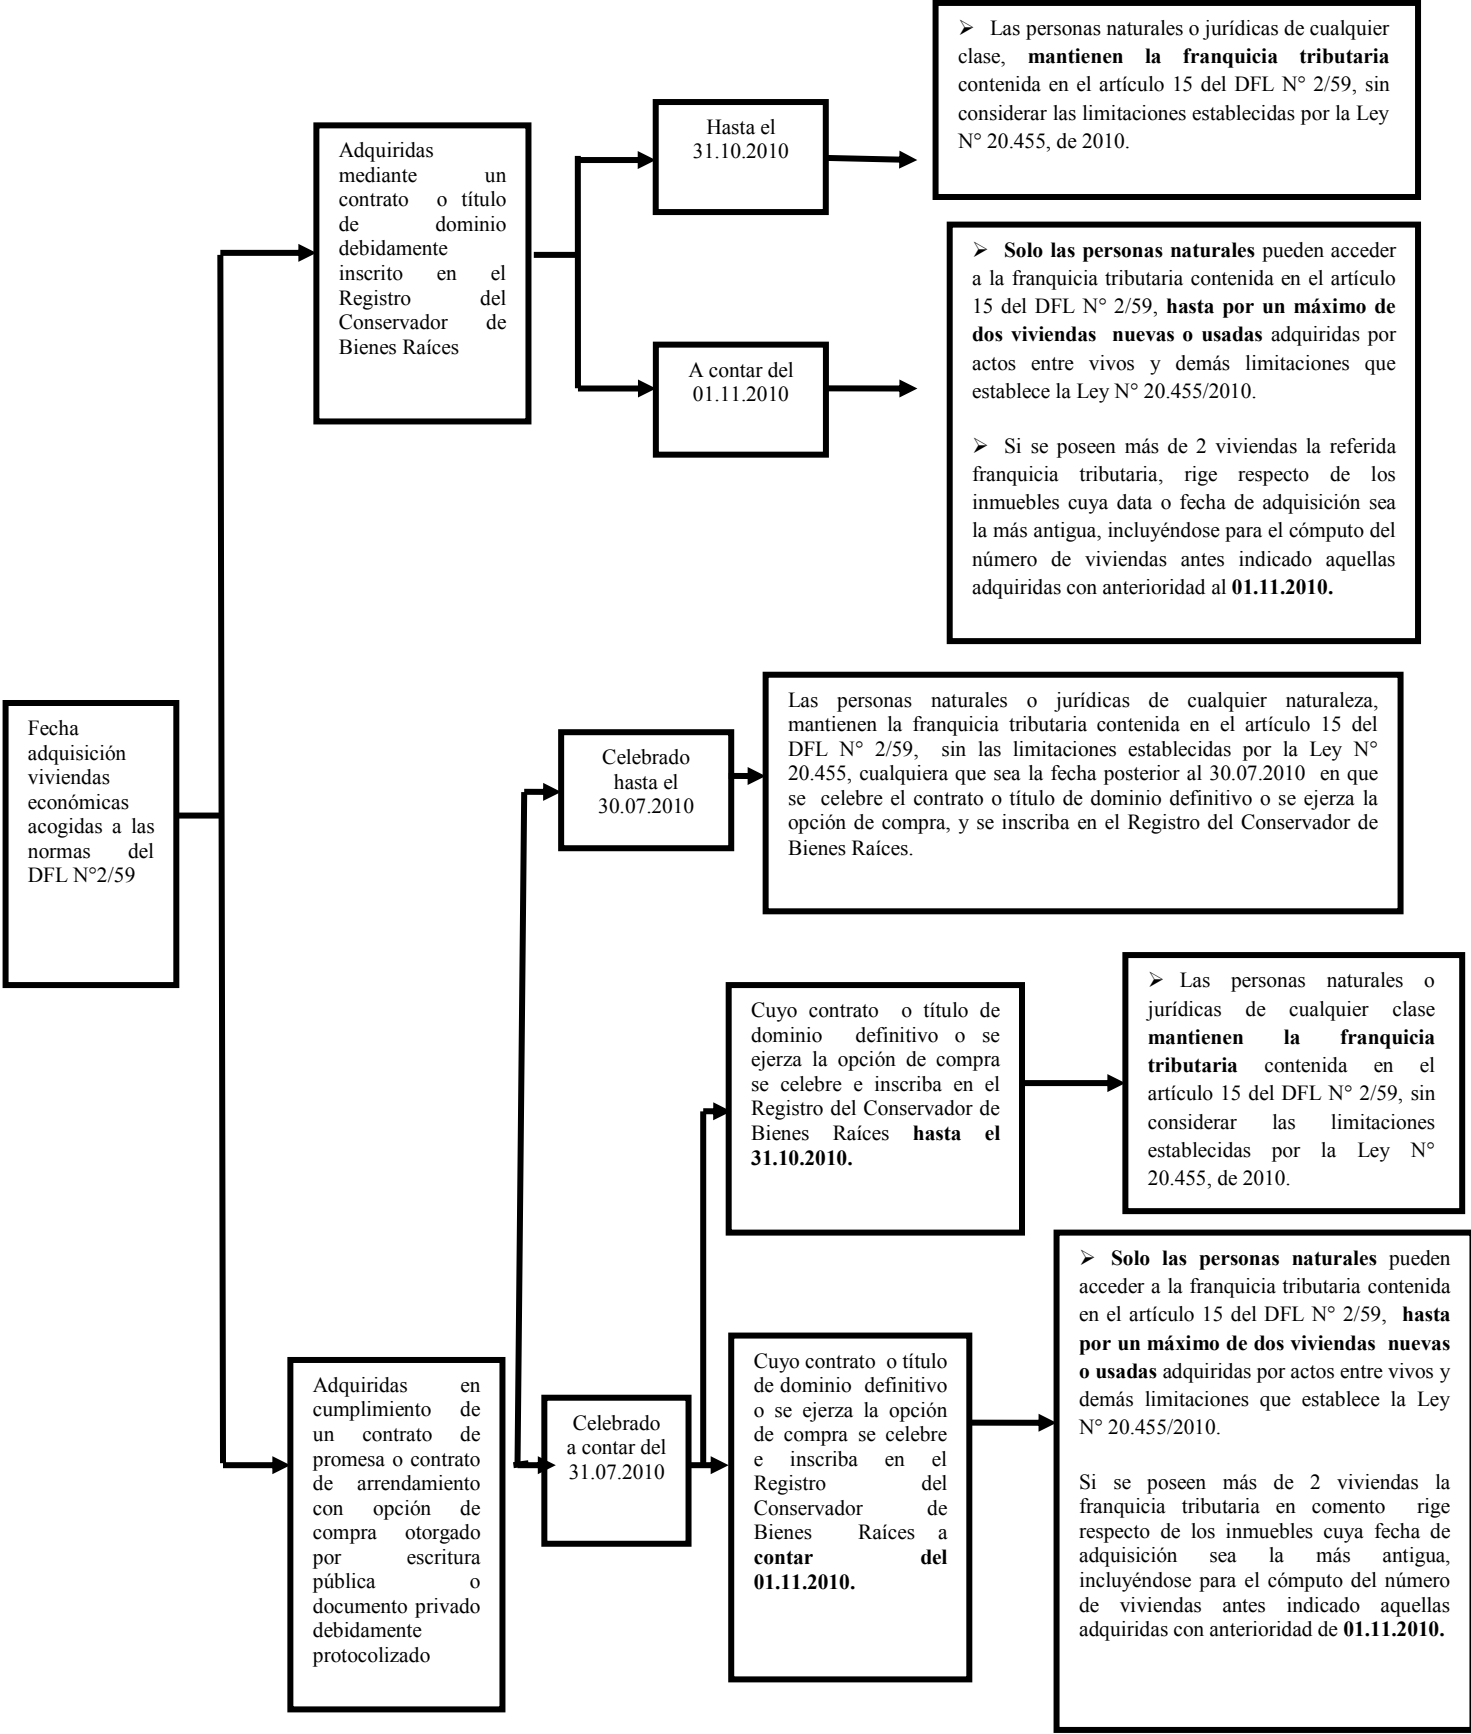 Fecha
adquisición
viviendas
económicas
acogidas a las
normas del
DFL N°2/59
Adquiridas
mediante un
contrato o título
de dominio
debidamente
inscrito en el
Registro del
Conservador de
Bienes Raíces
Hasta el
31.10.2010
➢ Las personas naturales o jurídicas de cualquier
clase, mantienen la franquicia tributaria
contenida en el artículo 15 del DFL N° 2/59, sin
considerar las limitaciones establecidas por la Ley
N° 20.455, de 2010.
A contar del
01.11.2010
➢ Solo las personas naturales pueden acceder
a la franquicia tributaria contenida en el artículo
15 del DFL N° 2/59, hasta por un máximo de
dos viviendas nuevas o usadas adquiridas por
actos entre vivos y demás limitaciones que
establece la Ley N° 20.455/2010.
➢ Si se poseen más de 2 viviendas la referida
franquicia tributaria, rige respecto de los
inmuebles cuya data o fecha de adquisición sea
la más antigua, incluyéndose para el cómputo del
número de viviendas antes indicado aquellas
adquiridas con anterioridad al 01.11.2010.
Adquiridas en
cumplimiento de
un contrato de
promesa o contrato
de arrendamiento
con opción de
compra otorgado
por escritura
pública o
documento privado
debidamente
protocolizado
Celebrado
hasta el
30.07.2010
Las personas naturales o jurídicas de cualquier naturaleza,
mantienen la franquicia tributaria contenida en el artículo 15 del
DFL N° 2/59, sin las limitaciones establecidas por la Ley N°
20.455, cualquiera que sea la fecha posterior al 30.07.2010 en que
se celebre el contrato o título de dominio definitivo o se ejerza la
opción de compra, y se inscriba en el Registro del Conservador de
Bienes Raíces.
Celebrado
a contar del
31.07.2010
Cuyo contrato o título de
dominio definitivo o se
ejerza la opción de compra
se celebre e inscriba en el
Registro del Conservador de
Bienes Raíces hasta el
31.10.2010.
➢ Las personas naturales o
jurídicas de cualquier clase
mantienen la franquicia
tributaria contenida en el
artículo 15 del DFL N° 2/59, sin
considerar las limitaciones
establecidas por la Ley N°
20.455, de 2010.
Cuyo contrato o título
de dominio definitivo
o se ejerza la opción
de compra se celebre
e inscriba en el
Registro del
Conservador de
Bienes Raíces a
contar del
01.11.2010.
➢ Solo las personas naturales pueden
acceder a la franquicia tributaria contenida
en el artículo 15 del DFL N° 2/59, hasta
por un máximo de dos viviendas nuevas
o usadas adquiridas por actos entre vivos y
demás limitaciones que establece la Ley
N° 20.455/2010.
Si se poseen más de 2 viviendas la
franquicia tributaria en comento rige
respecto de los inmuebles cuya fecha de
adquisición sea la más antigua,
incluyéndose para el cómputo del número
de viviendas antes indicado aquellas
adquiridas con anterioridad de 01.11.2010.